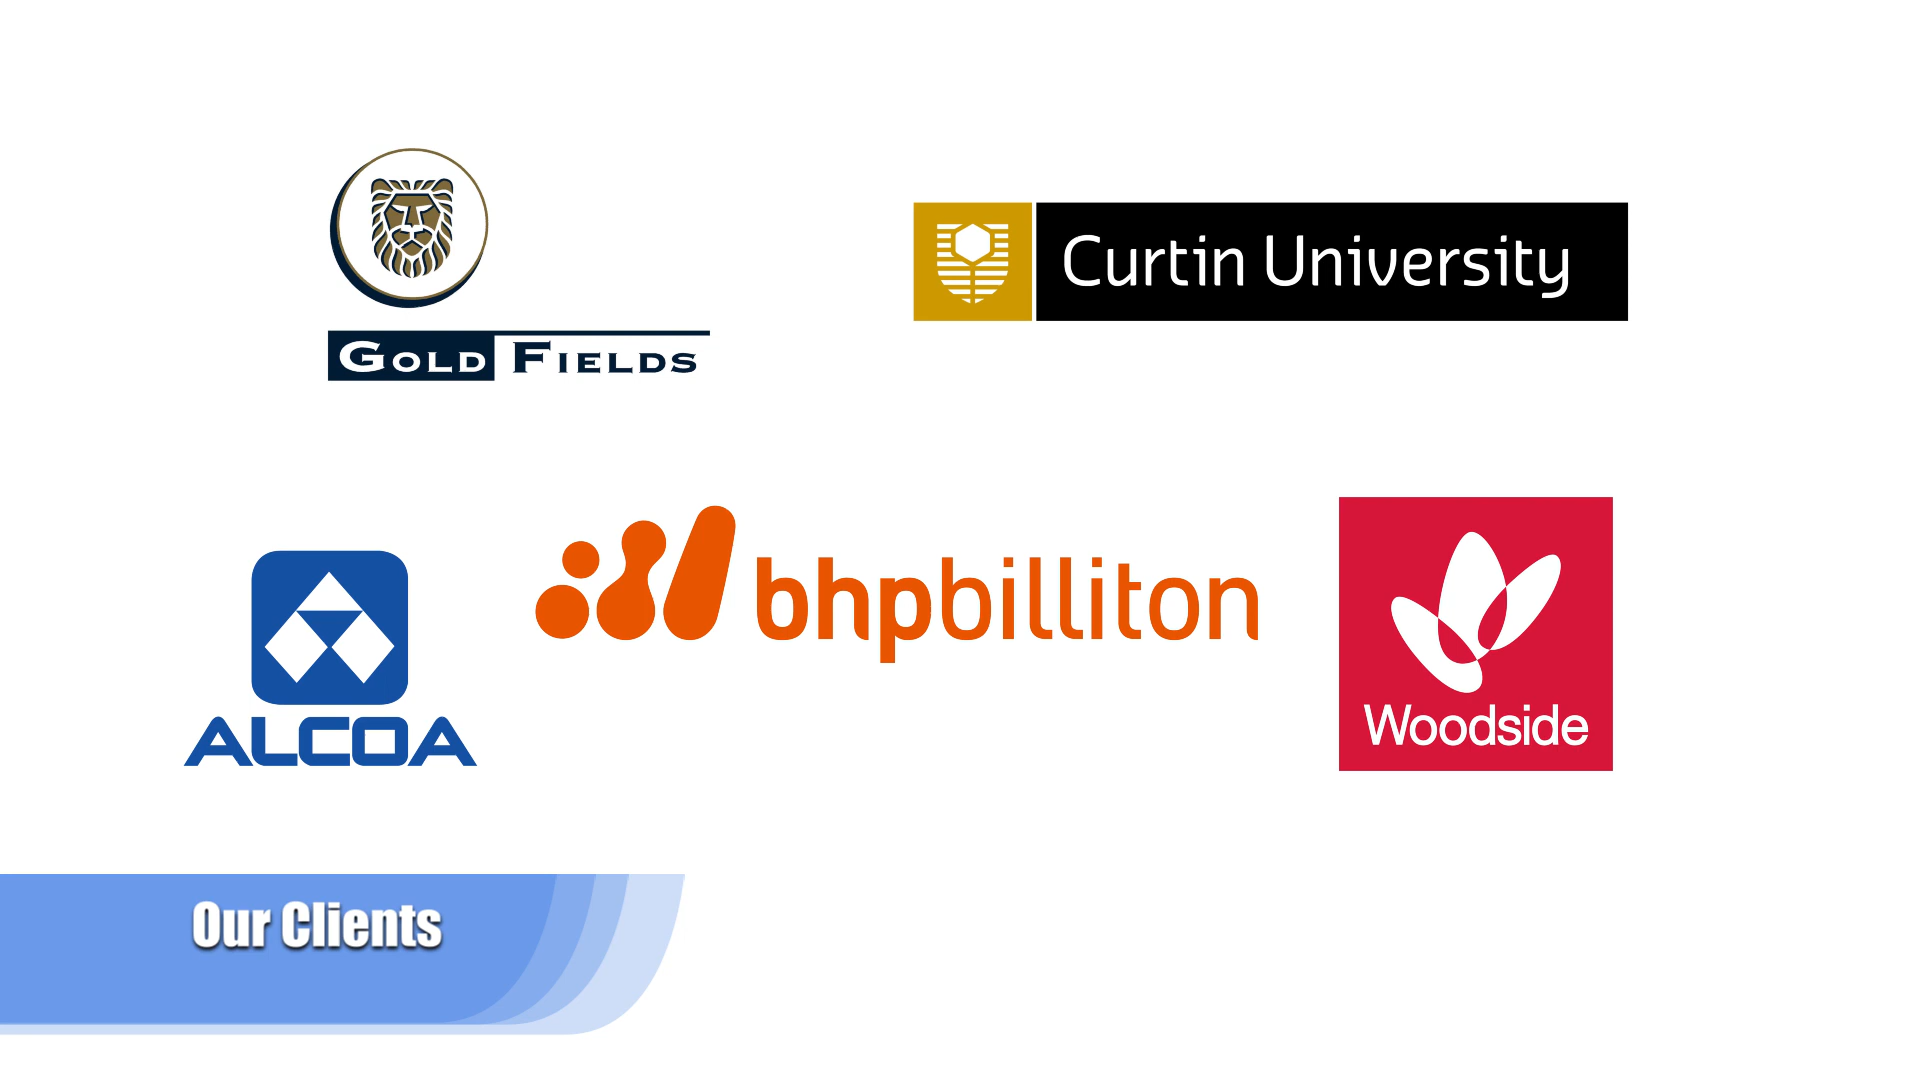 Gold Fields
Curtin University
bhpbilliton
ALCOA
Woodside
Our Clients